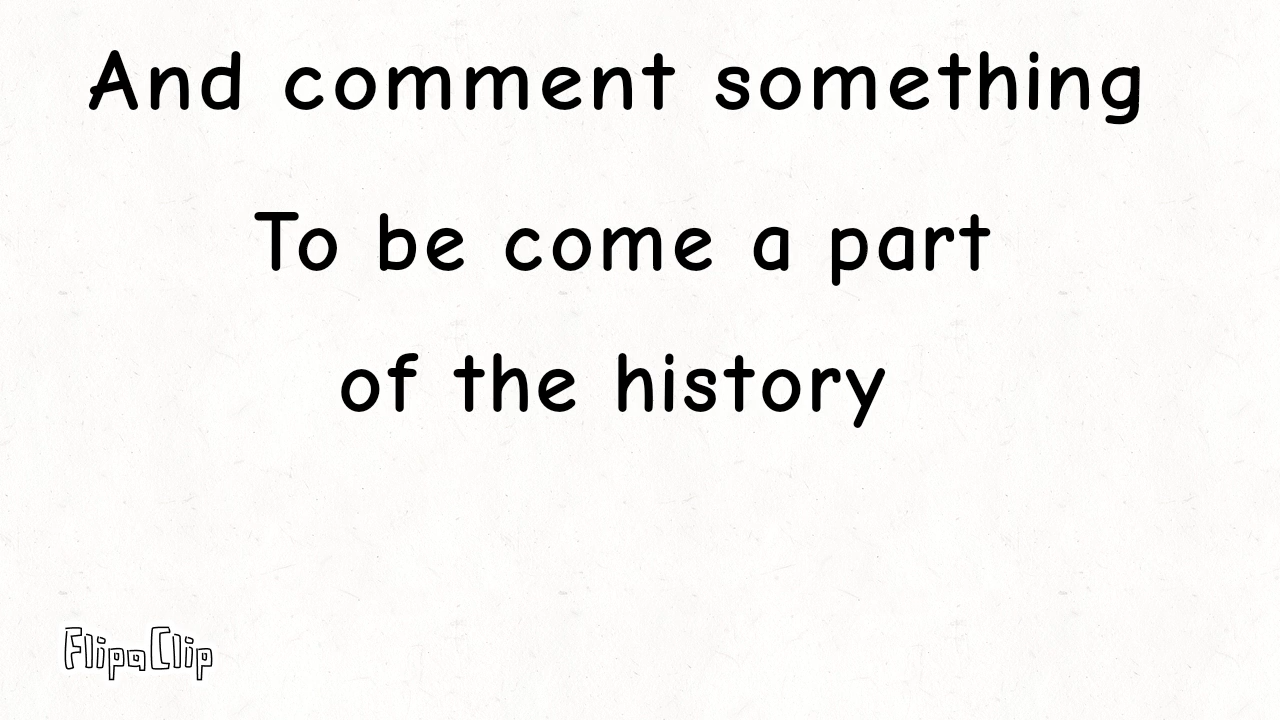 And comment something
To be come a part
of the history
FlipaClip